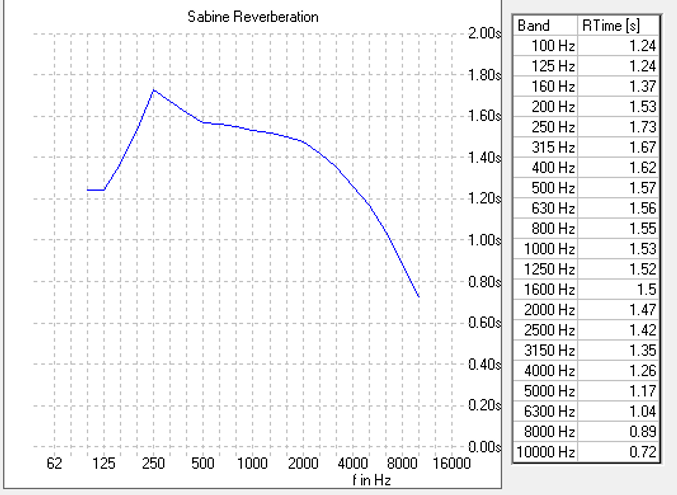 Sabine Reverberation
2.00s
1.80s
1.60s
1.40s
1.20s
1.00s
0.80s
0.60s
0.40s
0.20s
0.00s
62 125 250 500 1000 2000 4000 8000 16000
f in Hz
Band RTime [s]
100 Hz 1.24
125 Hz 1.24
160 Hz 1.37
200 Hz 1.53
250 Hz 1.73
315 Hz 1.67
400 Hz 1.62
500 Hz 1.57
630 Hz 1.56
800 Hz 1.55
1000 Hz 1.53
1250 Hz 1.52
1600 Hz 1.5
2000 Hz 1.47
2500 Hz 1.42
3150 Hz 1.35
4000 Hz 1.26
5000 Hz 1.17
6300 Hz 1.04
8000 Hz 0.89
10000 Hz 0.72